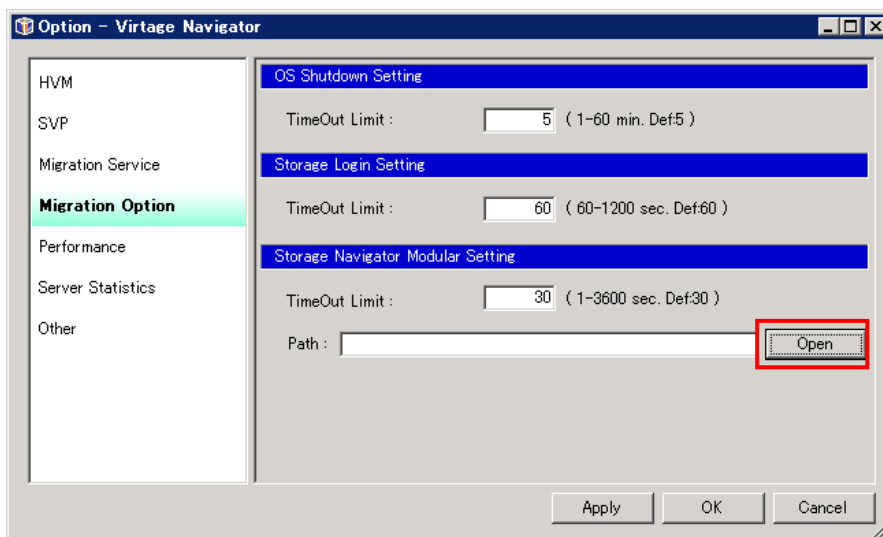 Option - Virtage Navigator
HVM
SVP
Migration Service
Migration Option
Performance
Server Statistics
Other
OS Shutdown Setting
TimeOut Limit : 5 ( 1-60 min. Def:5 )
Storage Login Setting
TimeOut Limit : 60 ( 60-1200 sec. Def:60 )
Storage Navigator Modular Setting
TimeOut Limit : 30 ( 1-3600 sec. Def:30 )
Path : Open
Apply OK Cancel